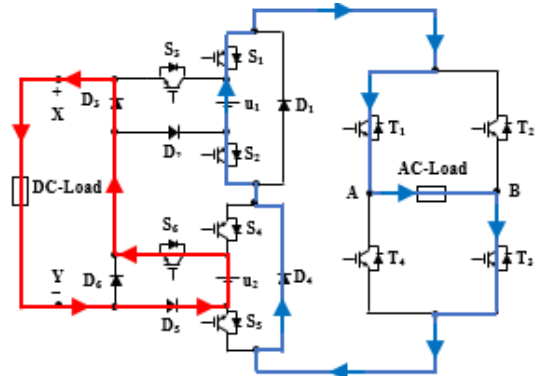 S₃
S₁
D₃
+
X
u₁
D₁
T₁
T₂
D₇
S₂
DC-Load
AC-Load
A
B
S₆
S₄
Y
−
D₆
u₂
D₄
T₄
T₃
D₅
S₅